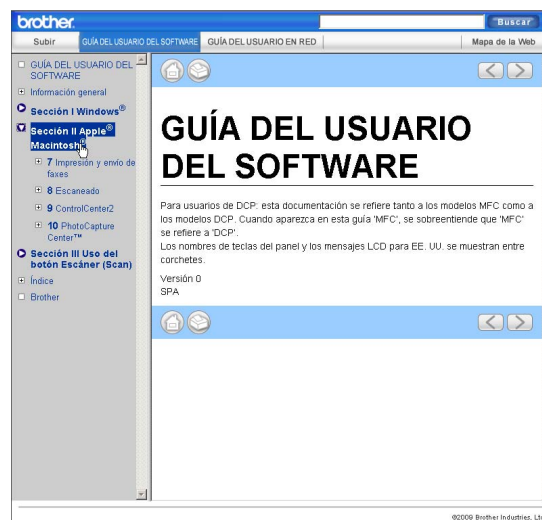 brother.
Buscar
Subir
GUÍA DEL USUARIO DEL SOFTWARE
GUÍA DEL USUARIO EN RED
Mapa de la Web
GUÍA DEL USUARIO DEL
SOFTWARE
Información general
Sección I Windows®
Sección II Apple®
Macintosh®
7 Impresión y envío de
faxes
8 Escaneado
9 ControlCenter2
10 PhotoCapture
Center™
Sección III Uso del
botón Escáner (Scan)
Índice
Brother
GUÍA DEL USUARIO
DEL SOFTWARE
Para usuarios de DCP: esta documentación se refiere tanto a los modelos MFC como a
los modelos DCP. Cuando aparezca en esta guía 'MFC', se sobreentiende que 'MFC'
se refiere a 'DCP'.
Los nombres de teclas del panel y los mensajes LCD para EE. UU. se muestran entre
corchetes.
Versión 0
SPA
©2009 Brother Industries, Lt